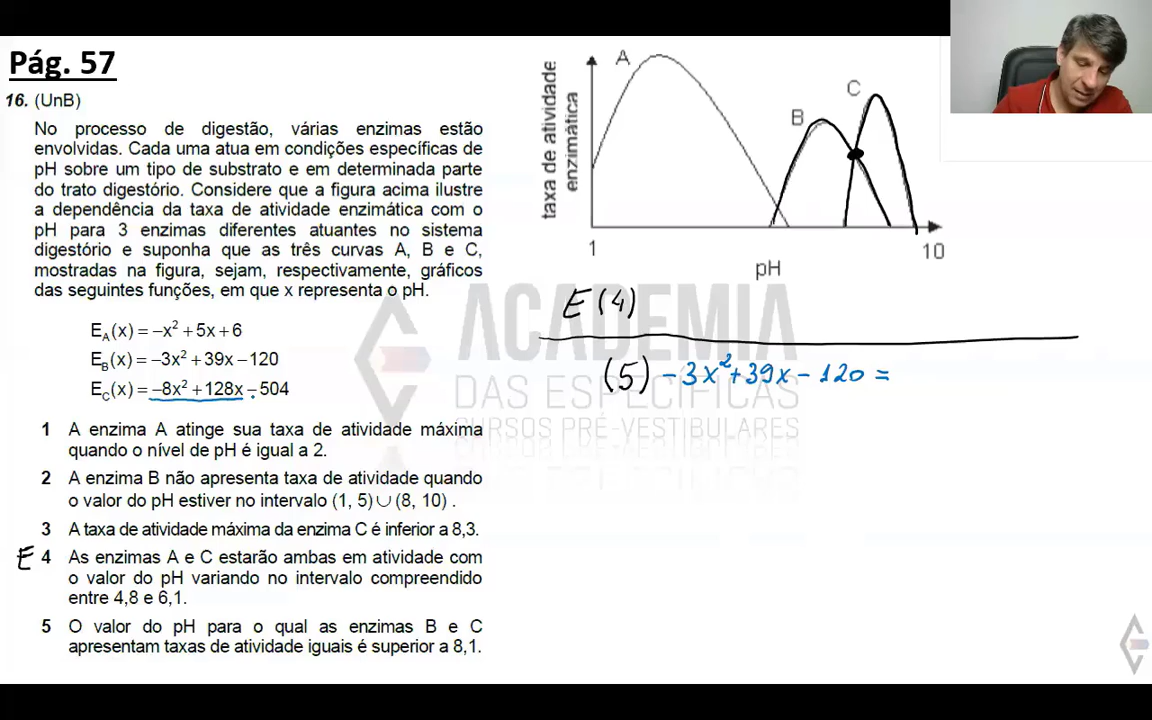 Pág. 57
16. (UnB)
No processo de digestão, várias enzimas estão
envolvidas. Cada uma atua em condições específicas de
pH sobre um tipo de substrato e em determinada parte
do trato digestório. Considere que a figura acima ilustre
a dependência da taxa de atividade enzimática com o
pH para 3 enzimas diferentes atuantes no sistema
digestório e suponha que as três curvas A, B e C,
mostradas na figura, sejam, respectivamente, gráficos
das seguintes funções, em que x representa o pH.
E_A(x) = −x² + 5x + 6
E_B(x) = −3x² + 39x − 120
E_C(x) = −8x² + 128x − 504
1 A enzima A atinge sua taxa de atividade máxima
quando o nível de pH é igual a 2.
2 A enzima B não apresenta taxa de atividade quando
o valor do pH estiver no intervalo (1, 5)∪(8, 10) .
3 A taxa de atividade máxima da enzima C é inferior a 8,3.
E 4 As enzimas A e C estarão ambas em atividade com
o valor do pH variando no intervalo compreendido
entre 4,8 e 6,1.
5 O valor do pH para o qual as enzimas B e C
apresentam taxas de atividade iguais é superior a 8,1.
taxa de atividade
enzimática
A
B
C
1
10
pH
E (4)
(5) −3x² + 39x − 120 =
ACADEMIA
DAS ESPECÍFICAS
CURSOS PRÉ-VESTIBULARES